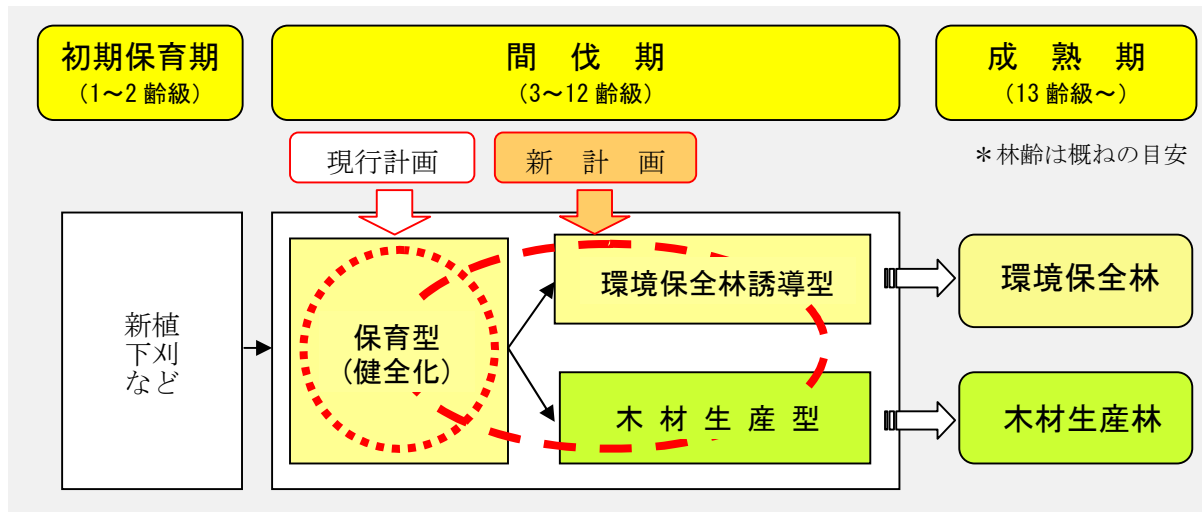 初期保育期
（1～2 齢級）
間 伐 期
（3～12 齢級）
成 熟 期
（13 齢級～）
現行計画
新 計 画
＊林齢は概ねの目安
新植
下刈
など
保育型
（健全化）
環境保全林誘導型
木 材 生 産 型
環境保全林
木材生産林